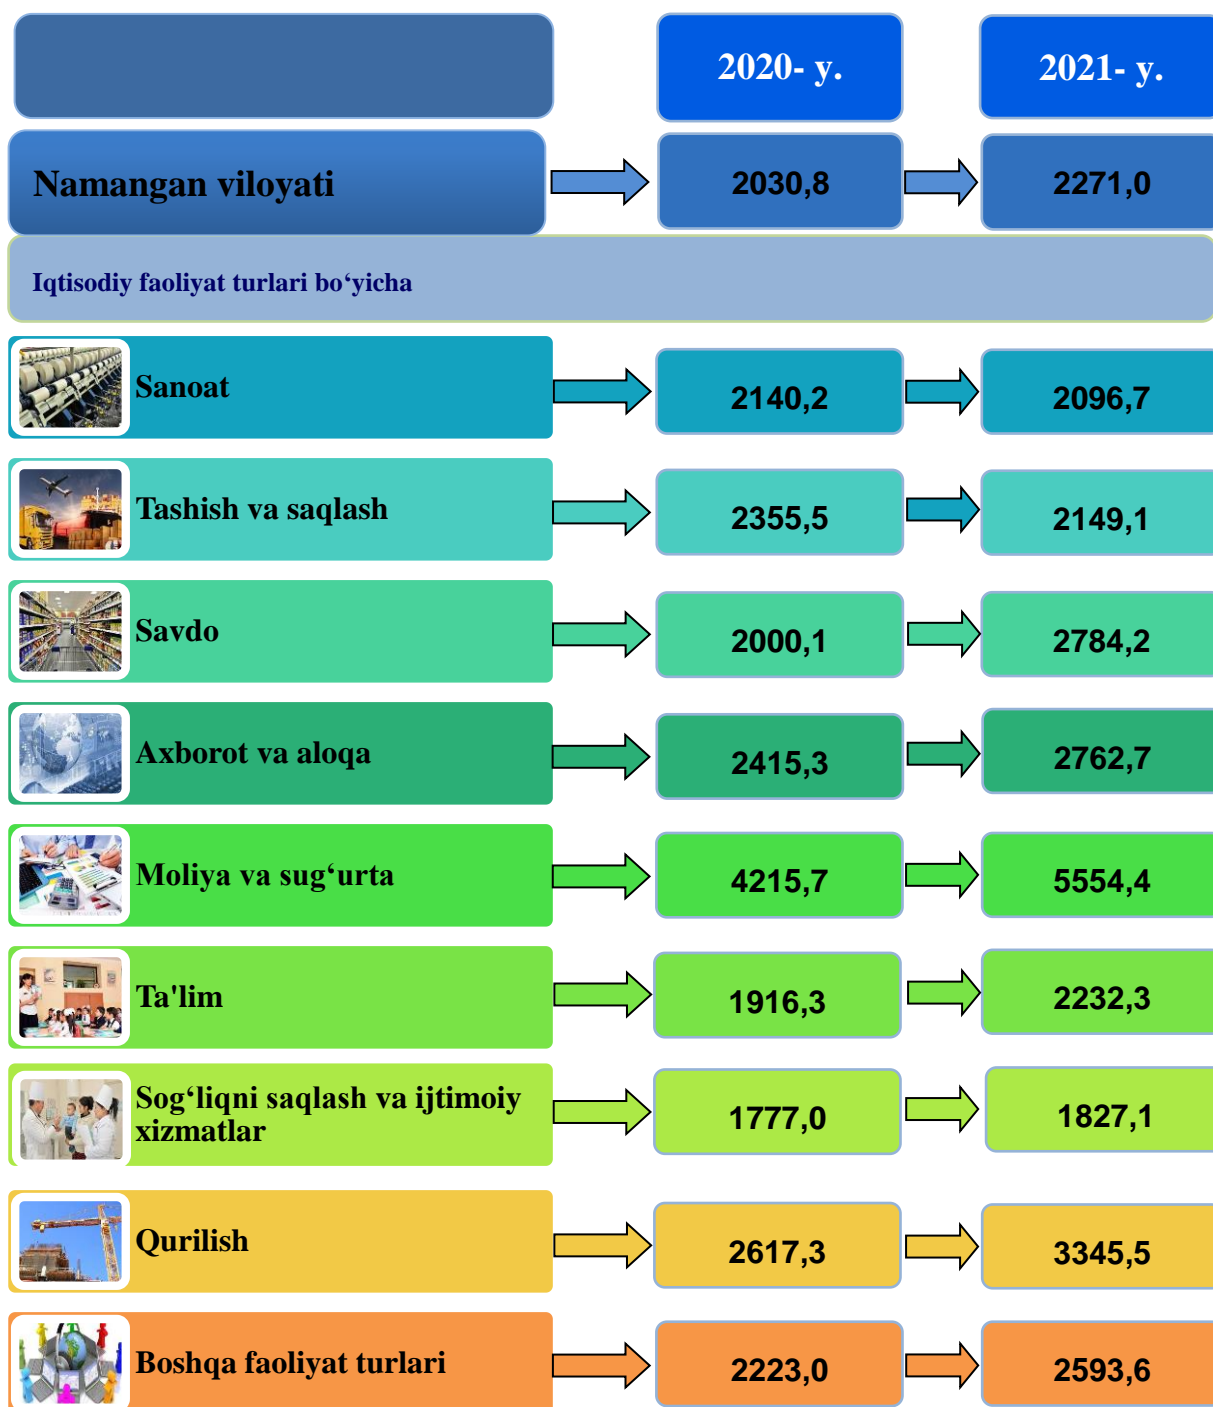 2020- y.
2021- y.
Namangan viloyati
2030,8
2271,0
Iqtisodiy faoliyat turlari bo‘yicha
Sanoat
2140,2
2096,7
Tashish va saqlash
2355,5
2149,1
Savdo
2000,1
2784,2
Axborot va aloqa
2415,3
2762,7
Moliya va sug‘urta
4215,7
5554,4
Ta'lim
1916,3
2232,3
Sog‘liqni saqlash va ijtimoiy
xizmatlar
1777,0
1827,1
Qurilish
2617,3
3345,5
Boshqa faoliyat turlari
2223,0
2593,6